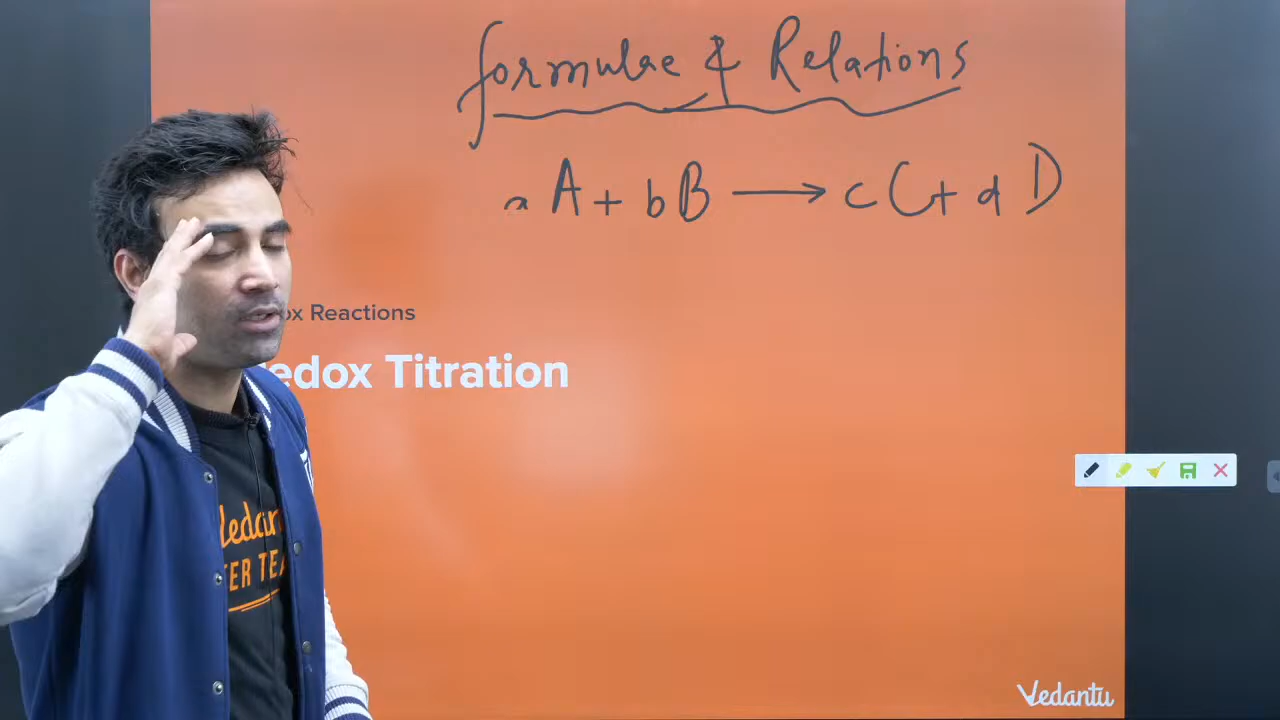 formulae & Relations
a A + b B ⟶ c C + d D
ox Reactions
edox Titration
Vedantu